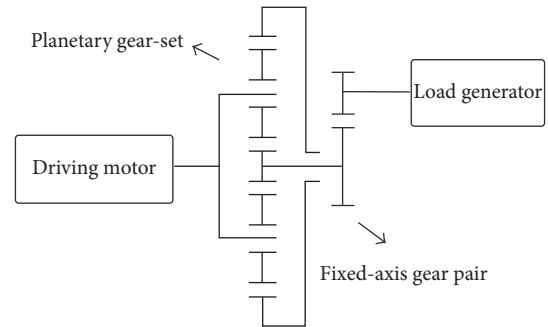 Planetary gear-set
Load generator
Driving motor
Fixed-axis gear pair